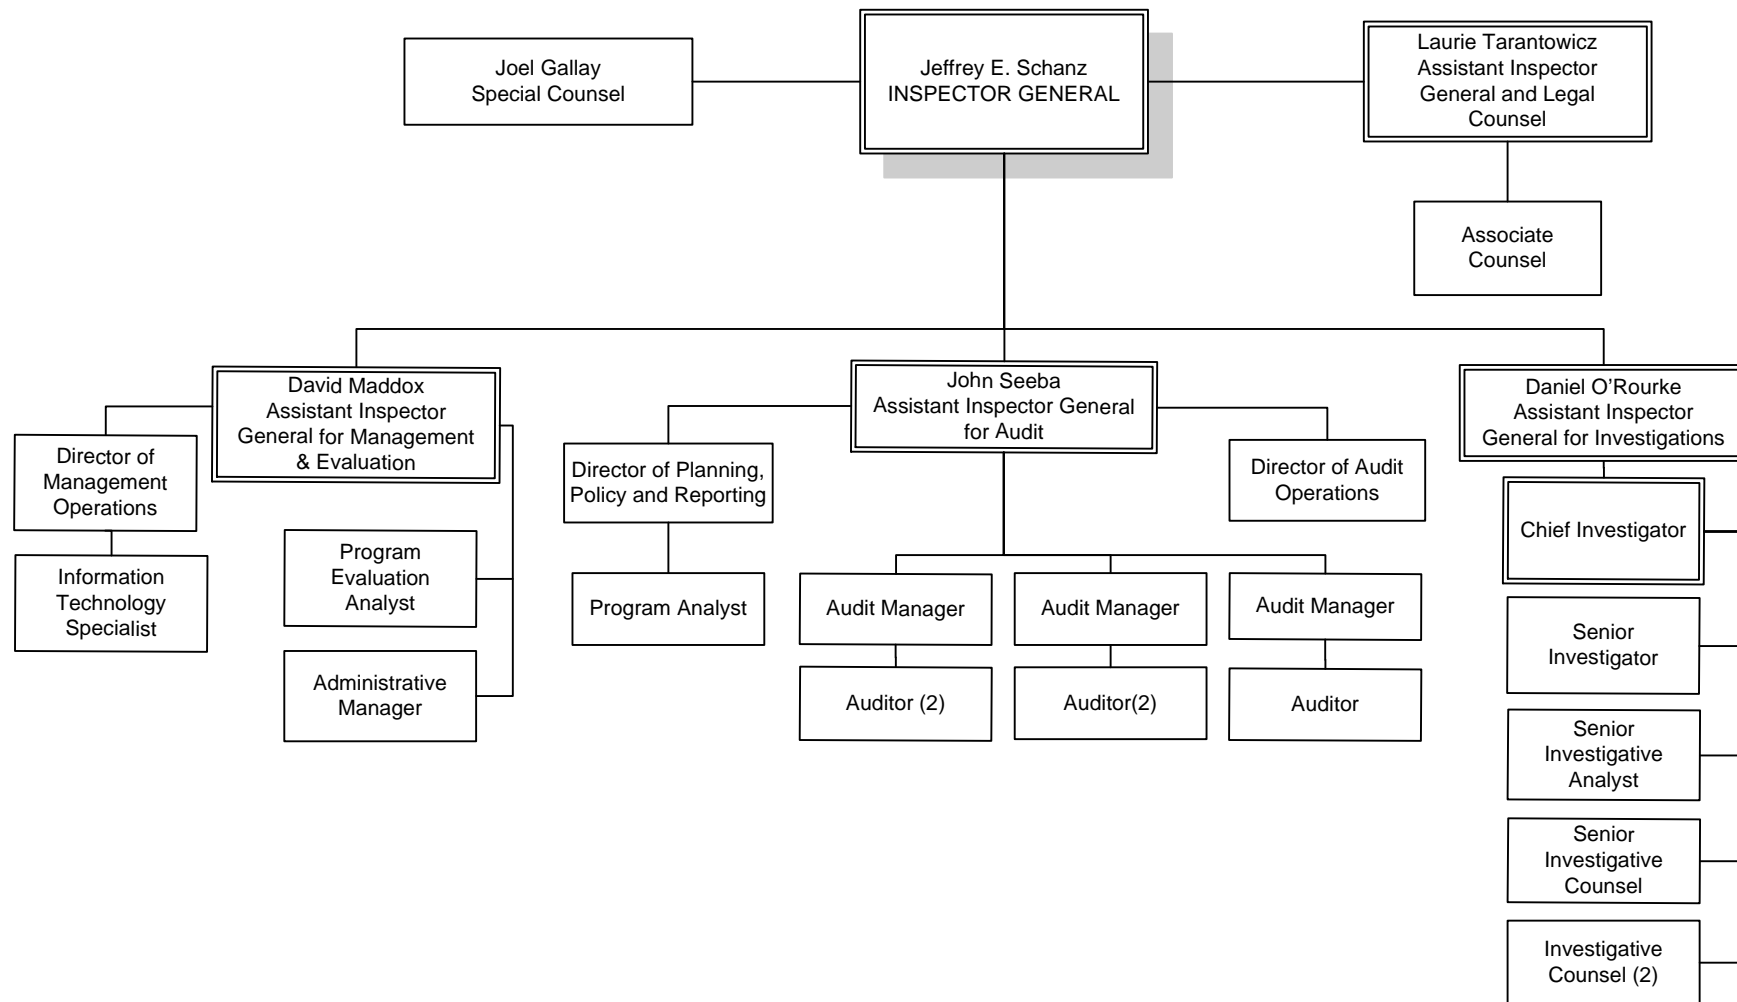 Joel Gallay
Special Counsel
Jeffrey E. Schanz
INSPECTOR GENERAL
Laurie Tarantowicz
Assistant Inspector
General and Legal
Counsel
Associate
Counsel
David Maddox
Assistant Inspector
General for Management
& Evaluation
Director of
Management
Operations
Information
Technology
Specialist
Program
Evaluation
Analyst
Administrative
Manager
John Seeba
Assistant Inspector General
for Audit
Director of Planning,
Policy and Reporting
Program Analyst
Director of Audit
Operations
Audit Manager
Auditor (2)
Audit Manager
Auditor(2)
Audit Manager
Auditor
Daniel O’Rourke
Assistant Inspector
General for Investigations
Chief Investigator
Senior
Investigator
Senior
Investigative
Analyst
Senior
Investigative
Counsel
Investigative
Counsel (2)